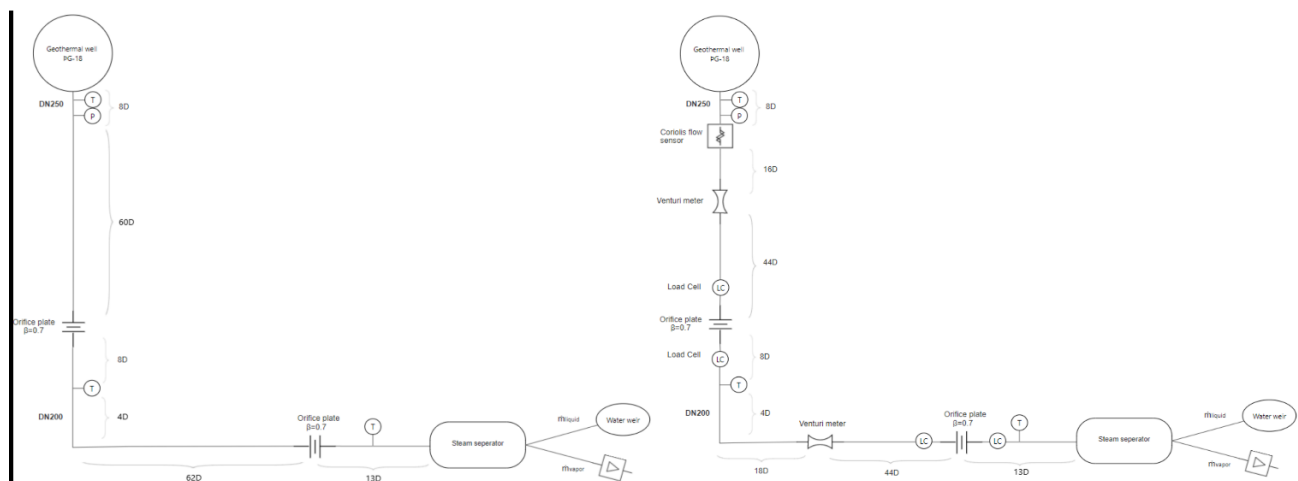 Geothermal well
PG-18
DN250
T
P
8D
60D
Orifice plate
β=0.7
8D
T
DN200
4D
Orifice plate
β=0.7
T
Steam seperator
mliquid
Water weir
mvapor
62D
13D
Geothermal well
PG-18
DN250
T
P
8D
Coriolis flow
sensor
16D
Venturi meter
44D
Load Cell
LC
Orifice plate
β=0.7
Load Cell
LC
8D
T
DN200
4D
Venturi meter
Orifice plate
β=0.7
LC
LC
T
Steam seperator
mliquid
Water weir
mvapor
18D
44D
13D